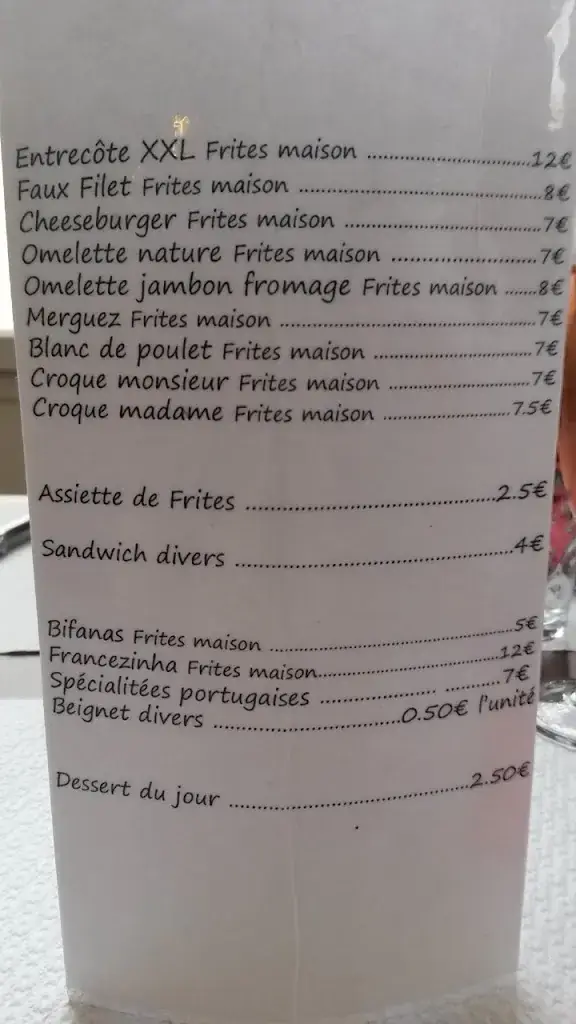 Entrecôte XXL Frites maison ........................12€
Faux Filet Frites maison ....................................8€
Cheeseburger Frites maison .............................7€
Omelette nature Frites maison ......................7€
Omelette jambon fromage Frites maison ......8€
Merguez Frites maison ......................................7€
Blanc de poulet Frites maison ........................7€
Croque monsieur Frites maison .....................7€
Croque madame Frites maison ...................7.5€
Assiette de Frites .......................................2.5€
Sandwich divers ...........................................4€
Bifanas Frites maison ....................................5€
Francezinha Frites maison..........................12€
Spécialitées portugaises ................. .........7€
Beignet divers ..........................0.50€ l'unité
Dessert du jour ..................................2.50€